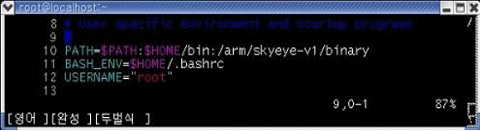 root@localhost:
8 # User specific environment and startup programs
9
10 PATH=$PATH:$HOME/bin:/arm/skyeye-v1/binary
11 BASH_ENV=$HOME/.bashrc
12 USERNAME="root"
13
9,0-1 87%
[영어 ][완성 ][두벌식 ]